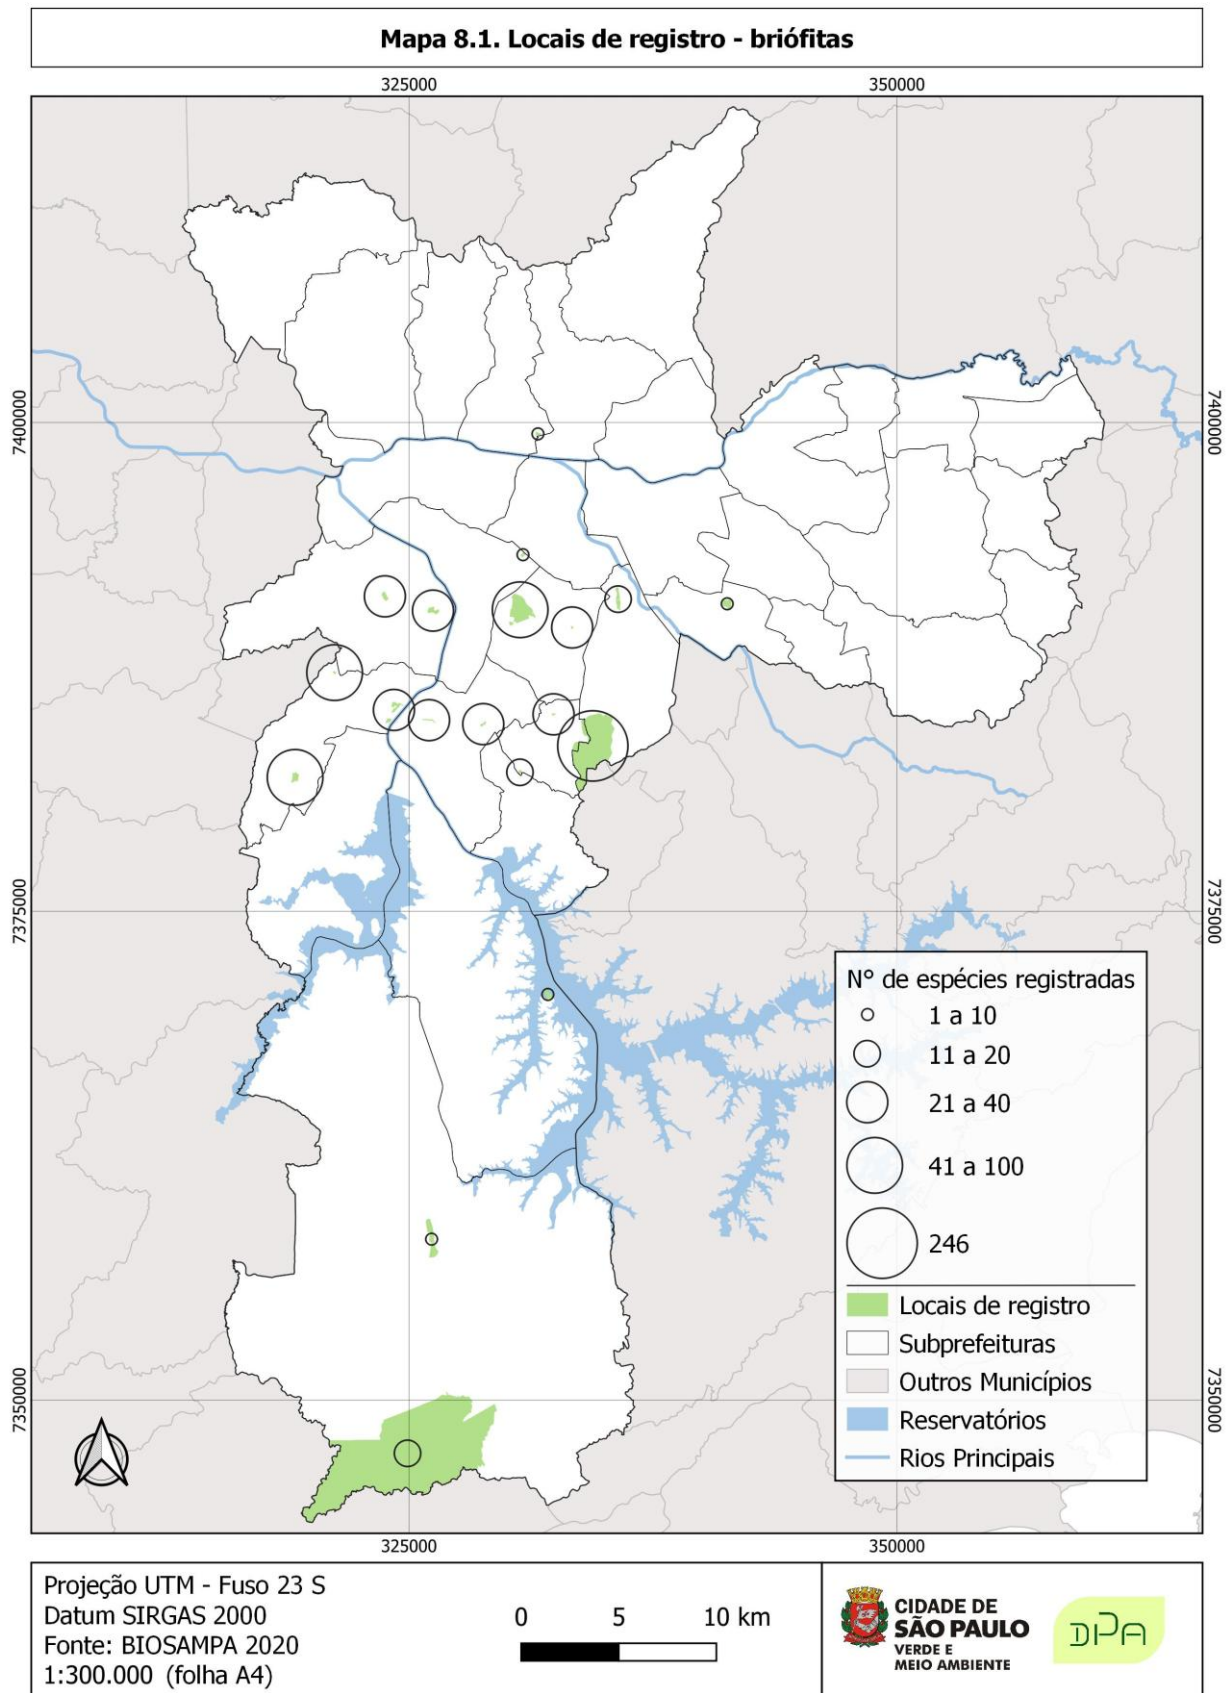 Mapa 8.1. Locais de registro - briófitas
325000
350000
7400000
7400000
7375000
7375000
N° de espécies registradas
1 a 10
11 a 20
21 a 40
41 a 100
246
Locais de registro
Subprefeituras
Outros Municípios
Reservatórios
Rios Principais
7350000
7350000
325000
350000
Projeção UTM - Fuso 23 S
Datum SIRGAS 2000
Fonte: BIOSAMPA 2020
1:300.000 (folha A4)
0 5 10 km
CIDADE DE
SÃO PAULO
VERDE E
MEIO AMBIENTE
DPA